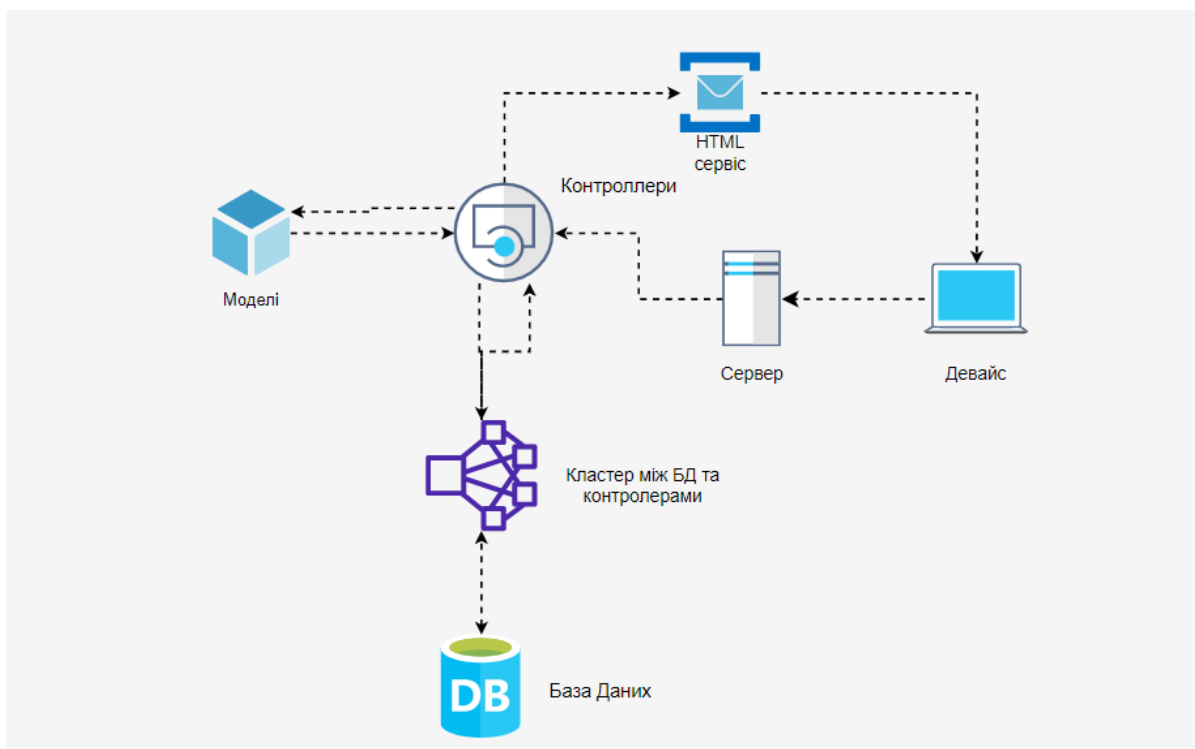 HTML
сервіс
Контроллери
Моделі
Сервер
Девайс
Кластер між БД та
контролерами
DB
База Даних